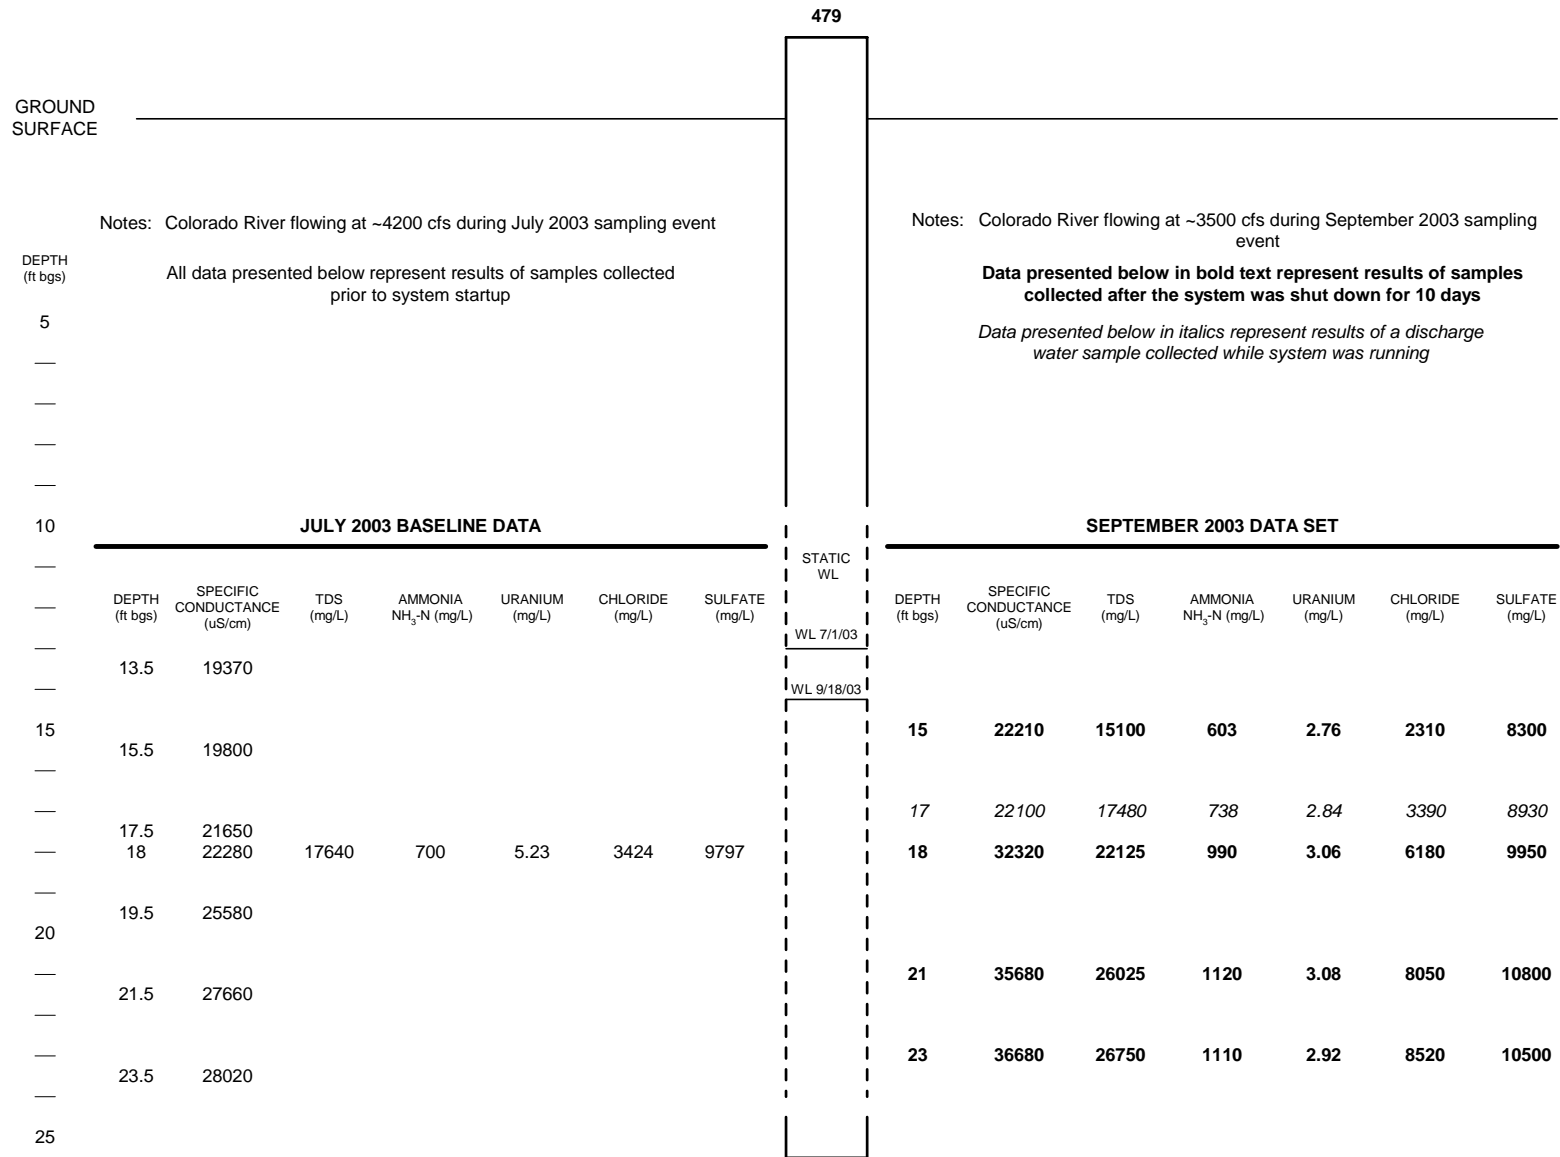 479
GROUND
SURFACE
Notes: Colorado River flowing at ~4200 cfs during July 2003 sampling event
All data presented below represent results of samples collected
prior to system startup
Notes: Colorado River flowing at ~3500 cfs during September 2003 sampling
event
Data presented below in bold text represent results of samples
collected after the system was shut down for 10 days
Data presented below in italics represent results of a discharge
water sample collected while system was running
DEPTH
(ft bgs)
5
10
15
20
25
JULY 2003 BASELINE DATA
DEPTH (ft bgs) SPECIFIC CONDUCTANCE (uS/cm) TDS (mg/L) AMMONIA NH3-N (mg/L) URANIUM (mg/L) CHLORIDE (mg/L) SULFATE (mg/L)
13.5 19370
15.5 19800
17.5 21650
18 22280 17640 700 5.23 3424 9797
19.5 25580
21.5 27660
23.5 28020
STATIC
WL
WL 7/1/03
WL 9/18/03
SEPTEMBER 2003 DATA SET
DEPTH (ft bgs) SPECIFIC CONDUCTANCE (uS/cm) TDS (mg/L) AMMONIA NH3-N (mg/L) URANIUM (mg/L) CHLORIDE (mg/L) SULFATE (mg/L)
15 22210 15100 603 2.76 2310 8300
17 22100 17480 738 2.84 3390 8930
18 32320 22125 990 3.06 6180 9950
21 35680 26025 1120 3.08 8050 10800
23 36680 26750 1110 2.92 8520 10500